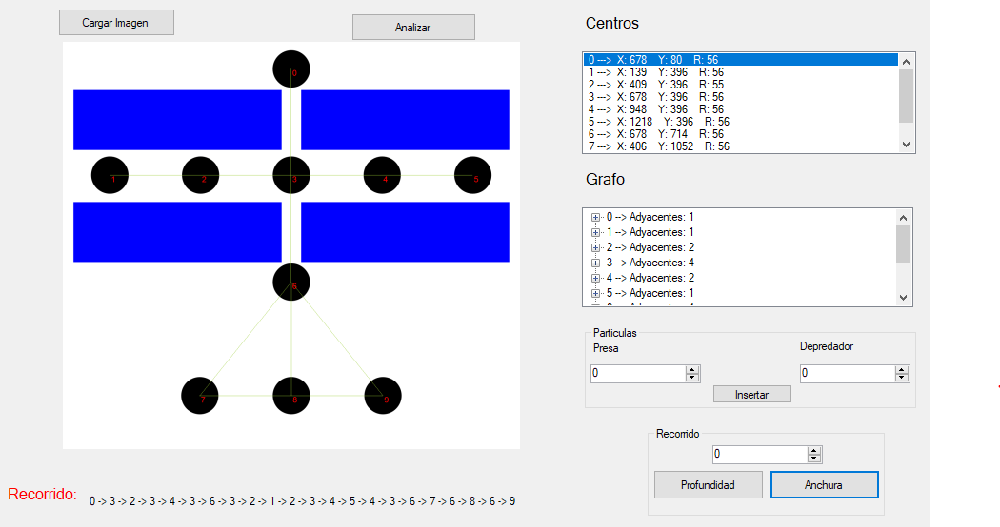 Cargar Imagen
Analizar
0
1 2 3 4 5
6
7 8 9
Centros
0 ---> X: 678 Y: 80 R: 56
1 ---> X: 139 Y: 396 R: 56
2 ---> X: 409 Y: 396 R: 55
3 ---> X: 678 Y: 396 R: 56
4 ---> X: 948 Y: 396 R: 56
5 ---> X: 1218 Y: 396 R: 56
6 ---> X: 678 Y: 714 R: 56
7 ---> X: 406 Y: 1052 R: 56
Grafo
0 --> Adyacentes: 1
1 --> Adyacentes: 1
2 --> Adyacentes: 2
3 --> Adyacentes: 4
4 --> Adyacentes: 2
5 --> Adyacentes: 1
Particulas
Presa
Depredador
0
0
Insertar
Recorrido
0
Profundidad
Anchura
Recorrido: 0 -> 3 -> 2 -> 3 -> 4 -> 3 -> 6 -> 3 -> 2 -> 1 -> 2 -> 3 -> 4 -> 5 -> 4 -> 3 -> 6 -> 7 -> 6 -> 8 -> 6 -> 9